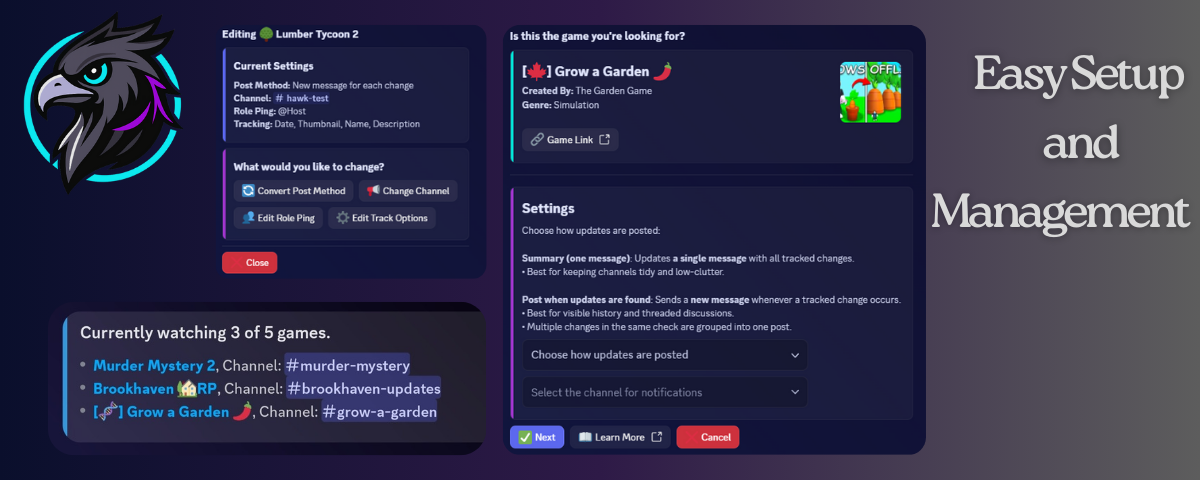 Editing 🌳 Lumber Tycoon 2
Current Settings
Post Method: New message for each change
Channel: # hawk-test
Role Ping: @Host
Tracking: Date, Thumbnail, Name, Description
What would you like to change?
Convert Post Method
Change Channel
Edit Role Ping
Edit Track Options
Close
Currently watching 3 of 5 games.
• Murder Mystery 2, Channel: #murder-mystery
• Brookhaven 🏡RP, Channel: #brookhaven-updates
• [🧬] Grow a Garden 🌶️, Channel: #grow-a-garden
Is this the game you're looking for?
[🍁] Grow a Garden 🌶️
Created By: The Garden Game
Genre: Simulation
Game Link
OWS OFFL
Settings
Choose how updates are posted:
Summary (one message): Updates a single message with all tracked changes.
• Best for keeping channels tidy and low-clutter.
Post when updates are found: Sends a new message whenever a tracked change occurs.
• Best for visible history and threaded discussions.
• Multiple changes in the same check are grouped into one post.
Choose how updates are posted
Select the channel for notifications
Next
Learn More
Cancel
Easy Setup
and
Management